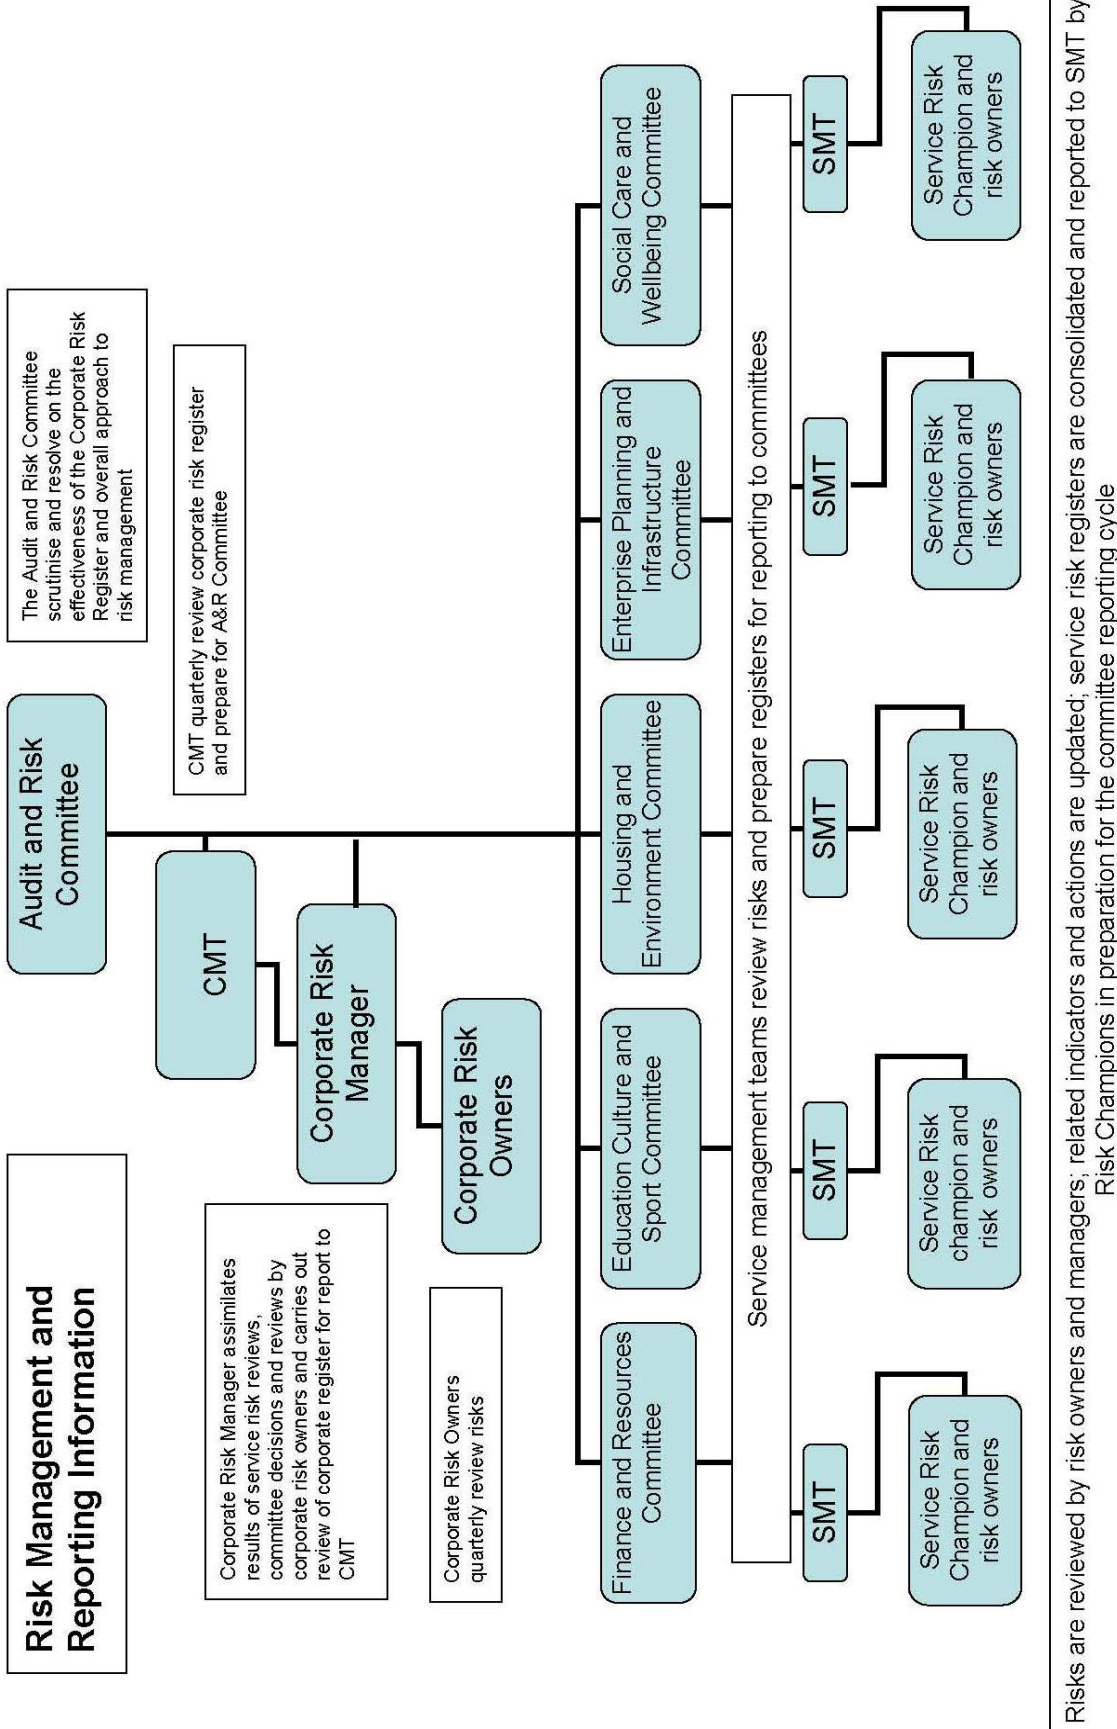 Risk Management and
Reporting Information
Audit and Risk
Committee
The Audit and Risk Committee
scrutinise and resolve on the
effectiveness of the Corporate Risk
Register and overall approach to
risk management
CMT
CMT quarterly review corporate risk register
and prepare for A&R Committee
Corporate Risk Manager assimilates
results of service risk reviews,
committee decisions and reviews by
corporate risk owners and carries out
review of corporate register for report to
CMT
Corporate Risk
Manager
Corporate Risk Owners
quarterly review risks
Corporate Risk
Owners
Finance and Resources
Committee
Education Culture and
Sport Committee
Housing and
Environment Committee
Enterprise Planning and
Infrastructure
Committee
Social Care and
Wellbeing Committee
Service management teams review risks and prepare registers for reporting to committees
SMT
SMT
SMT
SMT
SMT
Service Risk
Champion and
risk owners
Service Risk
champion and
risk owners
Service Risk
Champion and
risk owners
Service Risk
Champion and
risk owners
Service Risk
Champion and
risk owners
Risks are reviewed by risk owners and managers; related indicators and actions are updated; service risk registers are consolidated and reported to SMT by
Risk Champions in preparation for the committee reporting cycle